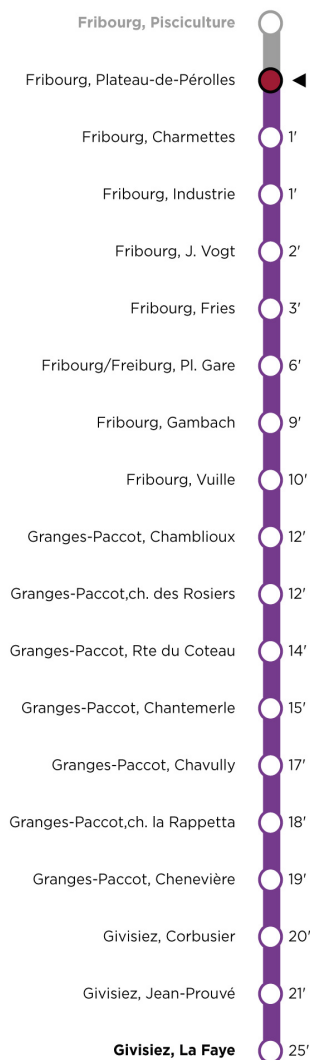 Fribourg, Pisciculture
Fribourg, Plateau-de-Pérolles
Fribourg, Charmettes 1'
Fribourg, Industrie 1'
Fribourg, J. Vogt 2'
Fribourg, Fries 3'
Fribourg/Freiburg, Pl. Gare 6'
Fribourg, Gambach 9'
Fribourg, Vuille 10'
Granges-Paccot, Chamblioux 12'
Granges-Paccot,ch. des Rosiers 12'
Granges-Paccot, Rte du Coteau 14'
Granges-Paccot, Chantemerle 15'
Granges-Paccot, Chavully 17'
Granges-Paccot,ch. la Rappetta 18'
Granges-Paccot, Chenevière 19'
Givisiez, Corbusier 20'
Givisiez, Jean-Prouvé 21'
Givisiez, La Faye 25'